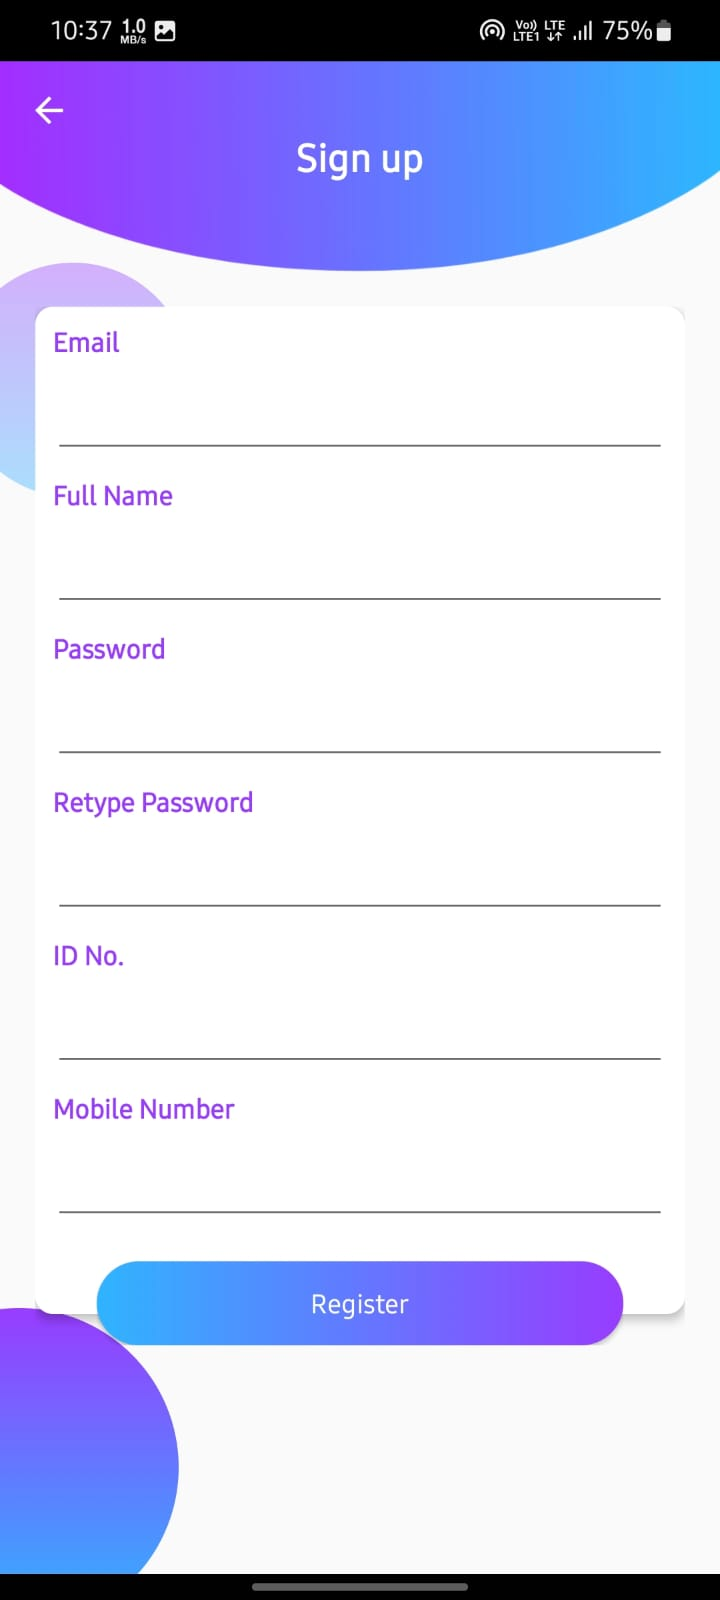 10:37 1.0 MB/s Vo)) LTE LTE1 75%
Sign up
Email
Full Name
Password
Retype Password
ID No.
Mobile Number
Register